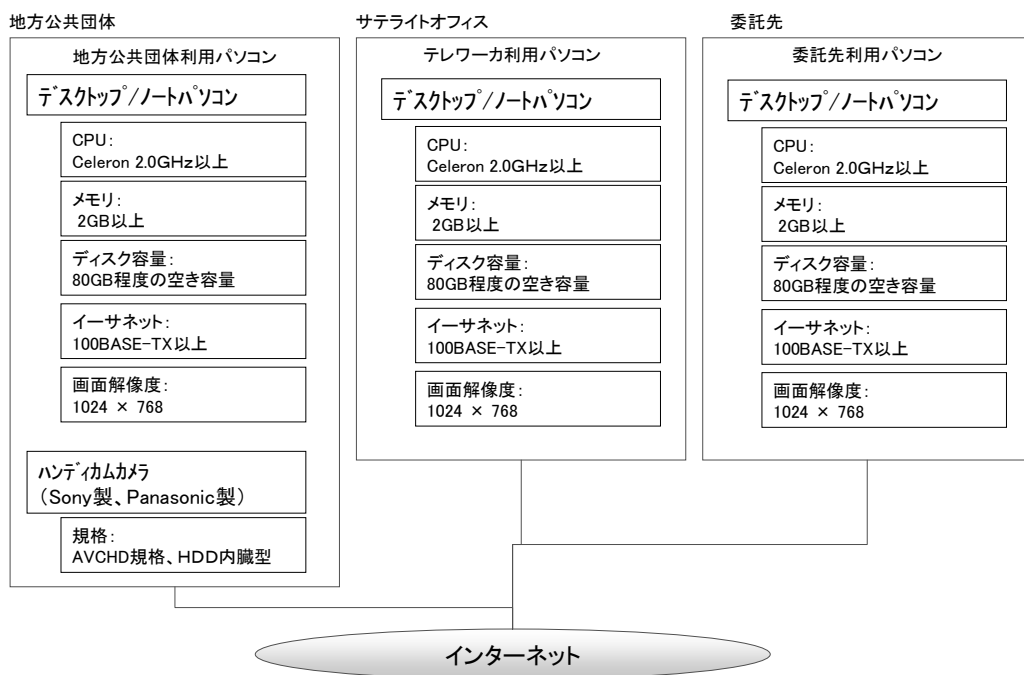 地方公共団体
地方公共団体利用パソコン
ﾃﾞｽｸﾄｯﾌﾟ/ﾉｰﾄﾊﾟｿｺﾝ
CPU:
Celeron 2.0GHz以上
メモリ:
2GB以上
ディスク容量:
80GB程度の空き容量
イーサネット:
100BASE-TX以上
画面解像度:
1024 × 768
ﾊﾝﾃﾞｨｶﾑｶﾒﾗ
(Sony製、Panasonic製)
規格:
AVCHD規格、HDD内臓型
サテライトオフィス
テレワーカ利用パソコン
ﾃﾞｽｸﾄｯﾌﾟ/ﾉｰﾄﾊﾟｿｺﾝ
CPU:
Celeron 2.0GHz以上
メモリ:
2GB以上
ディスク容量:
80GB程度の空き容量
イーサネット:
100BASE-TX以上
画面解像度:
1024 × 768
委託先
委託先利用パソコン
ﾃﾞｽｸﾄｯﾌﾟ/ﾉｰﾄﾊﾟｿｺﾝ
CPU:
Celeron 2.0GHz以上
メモリ:
2GB以上
ディスク容量:
80GB程度の空き容量
イーサネット:
100BASE-TX以上
画面解像度:
1024 × 768
インターネット